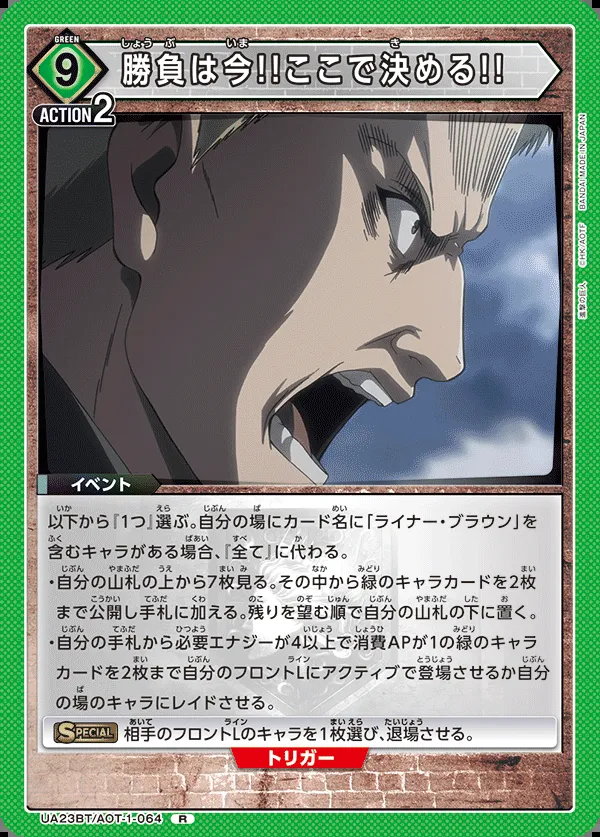 GREEN
9
勝負は今!!ここで決める!!
しょう ぶ いま き
ACTION2
BANDAI MADE IN JAPAN
©HK/AOTF
進撃の巨人
イベント
以下から『1つ』選ぶ。自分の場にカード名に「ライナー・ブラウン」を
含むキャラがある場合、『全て』に代わる。
・自分の山札の上から7枚見る。その中から緑のキャラカードを2枚
まで公開し手札に加える。残りを望む順で自分の山札の下に置く。
・自分の手札から必要エナジーが4以上で消費APが1の緑のキャラ
カードを2枚まで自分のフロントLにアクティブで登場させるか自分
の場のキャラにレイドさせる。
SPECIAL 相手のフロントLのキャラを1枚選び、退場させる。
トリガー
UA23BT/AOT-1-064 R